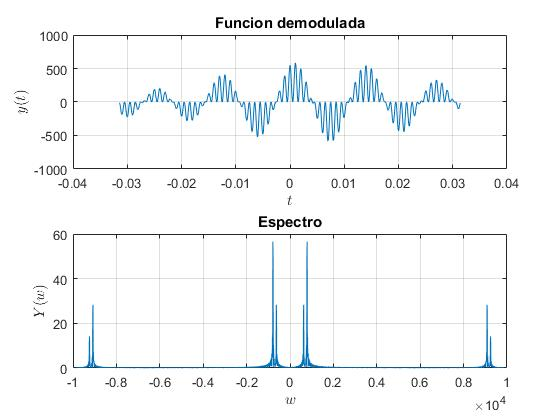 Funcion demodulada
1000
500
0
-500
-1000
y(t)
-0.04 -0.03 -0.02 -0.01 0 0.01 0.02 0.03 0.04
t
Espectro
60
40
20
0
Y(w)
-1 -0.8 -0.6 -0.4 -0.2 0 0.2 0.4 0.6 0.8 1
w
×10⁴